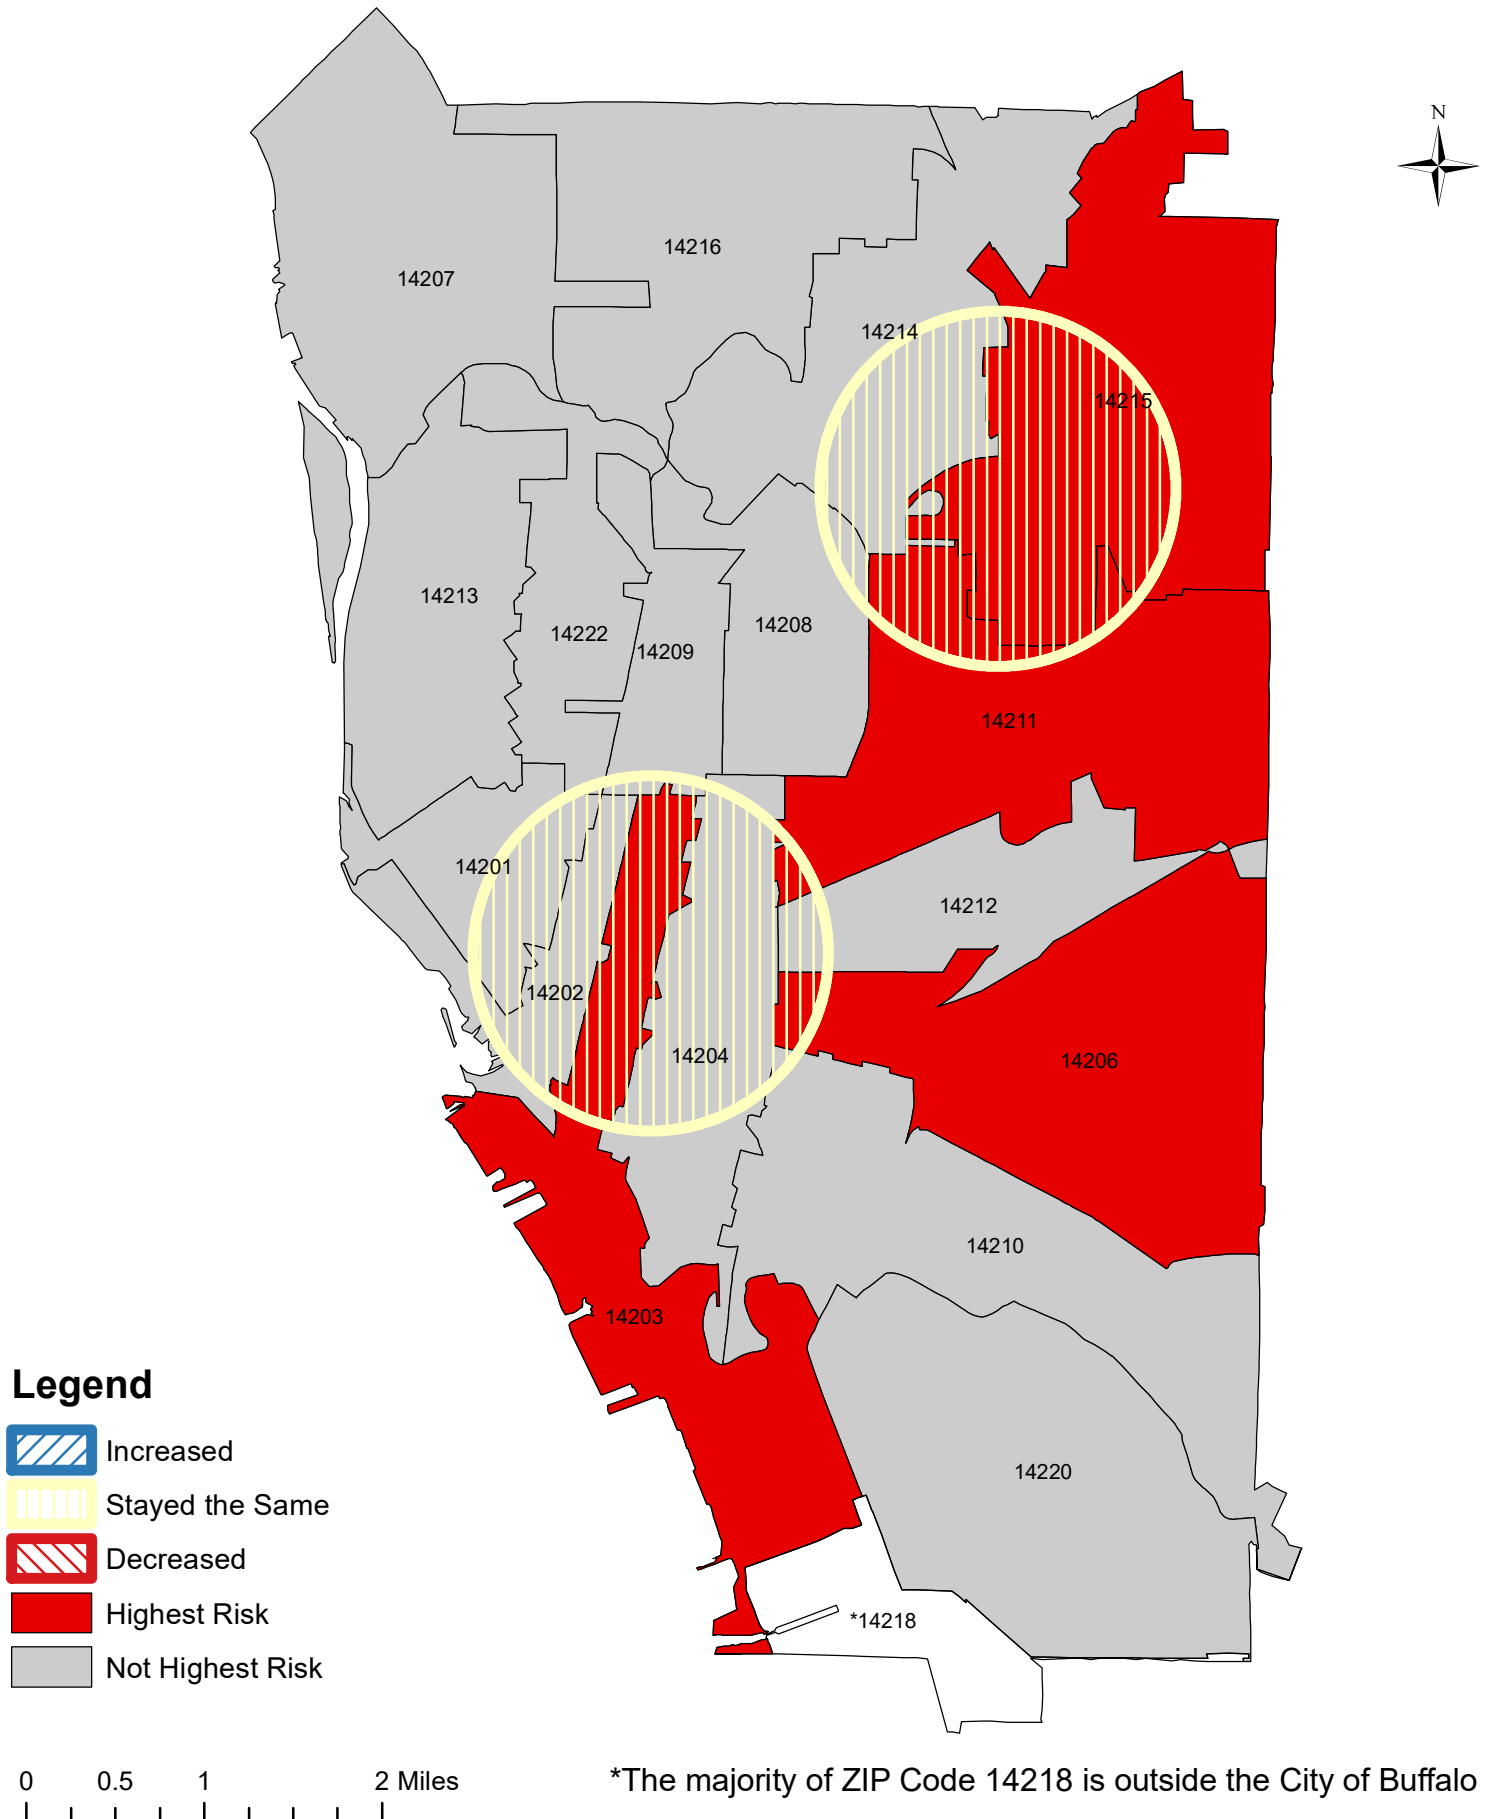 N
14216
14207
14214
14215
14213
14208
14222
14209
14211
14201
14212
14202
14204
14206
14210
14203
14220
*14218
Legend
Increased
Stayed the Same
Decreased
Highest Risk
Not Highest Risk
0 0.5 1 2 Miles
*The majority of ZIP Code 14218 is outside the City of Buffalo